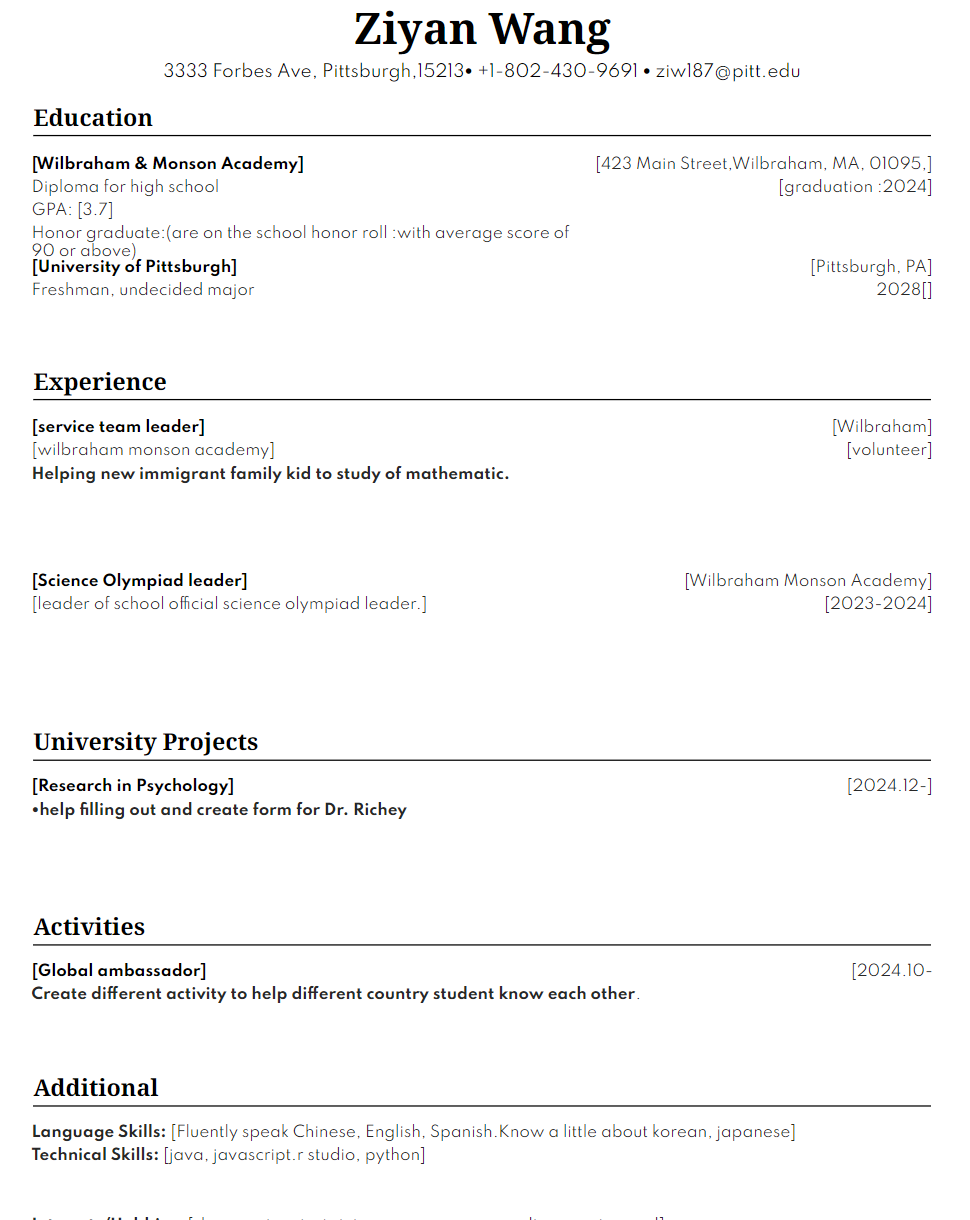 Ziyan Wang
3333 Forbes Ave, Pittsburgh,15213• +1-802-430-9691 • ziw187@pitt.edu
Education
[Wilbraham & Monson Academy] [423 Main Street,Wilbraham, MA, 01095,]
Diploma for high school [graduation :2024]
GPA: [3.7]
Honor graduate:(are on the school honor roll :with average score of
90 or above)
[University of Pittsburgh] [Pittsburgh, PA]
Freshman, undecided major 2028[]
Experience
[service team leader] [Wilbraham]
[wilbraham monson academy] [volunteer]
Helping new immigrant family kid to study of mathematic.
[Science Olympiad leader] [Wilbraham Monson Academy]
[leader of school official science olympiad leader.] [2023-2024]
University Projects
[Research in Psychology] [2024.12-]
•help filling out and create form for Dr. Richey
Activities
[Global ambassador] [2024.10-
Create different activity to help different country student know each other.
Additional
Language Skills: [Fluently speak Chinese, English, Spanish.Know a little about korean, japanese]
Technical Skills: [java, javascript.r studio, python]